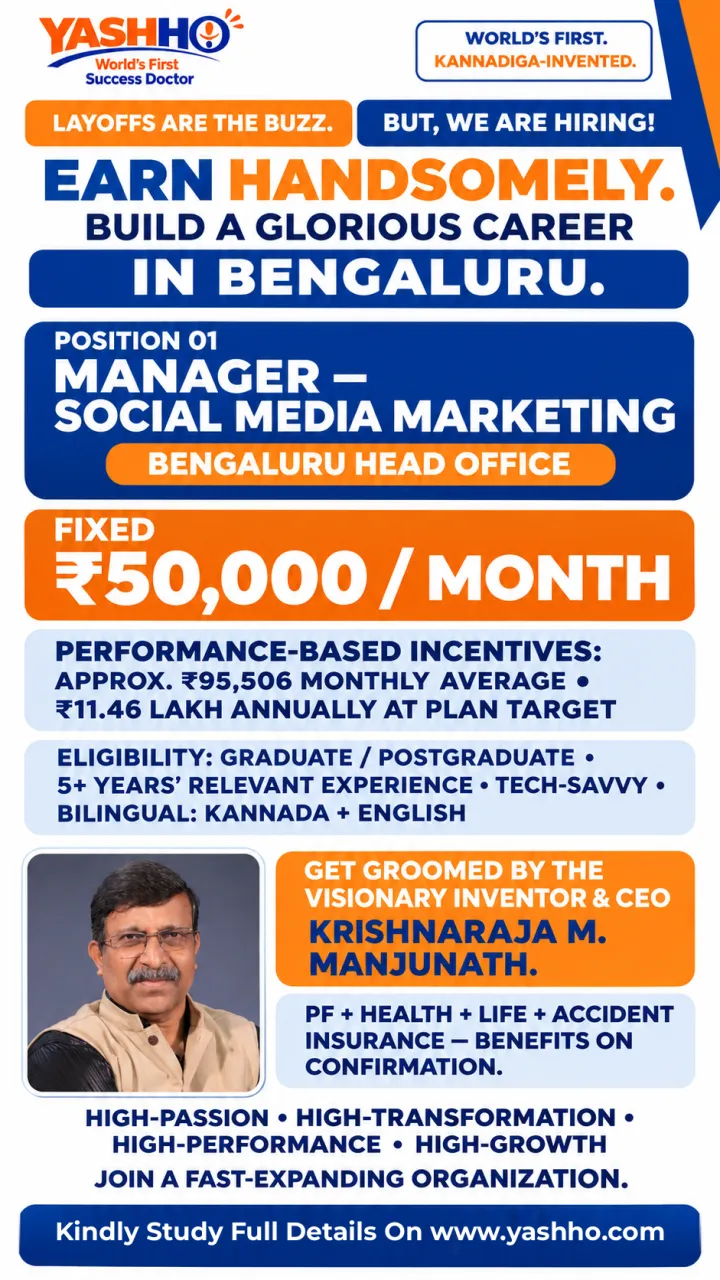 YASHHO
World's First
Success Doctor
WORLD'S FIRST.
KANNADIGA-INVENTED.
LAYOFFS ARE THE BUZZ.
BUT, WE ARE HIRING!
EARN HANDSOMELY.
BUILD A GLORIOUS CAREER
IN BENGALURU.
POSITION 01
MANAGER —
SOCIAL MEDIA MARKETING
BENGALURU HEAD OFFICE
FIXED
₹50,000 / MONTH
PERFORMANCE-BASED INCENTIVES:
APPROX. ₹95,506 MONTHLY AVERAGE •
₹11.46 LAKH ANNUALLY AT PLAN TARGET
ELIGIBILITY: GRADUATE / POSTGRADUATE •
5+ YEARS' RELEVANT EXPERIENCE • TECH-SAVVY •
BILINGUAL: KANNADA + ENGLISH
GET GROOMED BY THE
VISIONARY INVENTOR & CEO
KRISHNARAJA M.
MANJUNATH.
PF + HEALTH + LIFE + ACCIDENT
INSURANCE — BENEFITS ON
CONFIRMATION.
HIGH-PASSION • HIGH-TRANSFORMATION •
HIGH-PERFORMANCE • HIGH-GROWTH
JOIN A FAST-EXPANDING ORGANIZATION.
Kindly Study Full Details On www.yashho.com